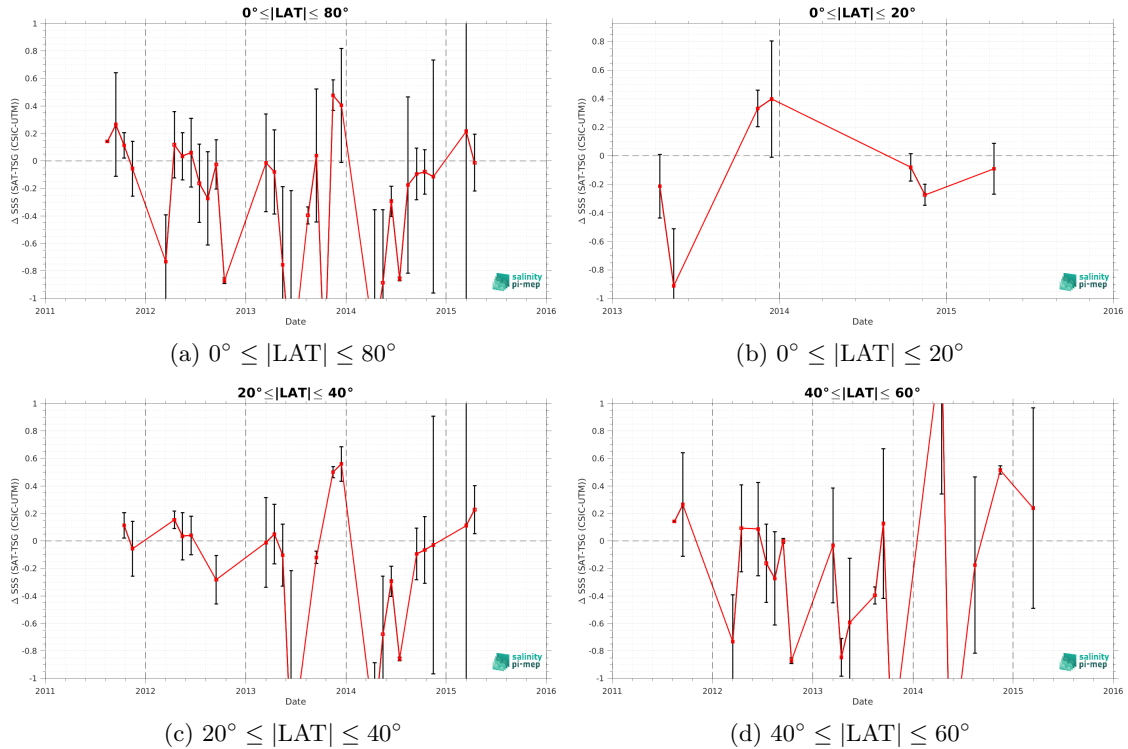 0°≤|LAT|≤ 80°
Δ SSS (SAT-TSG (CSIC-UTM))
1
0.8
0.6
0.4
0.2
0
-0.2
-0.4
-0.6
-0.8
-1
2011
2012
2013
2014
2015
2016
Date
salinity
pi-mep
(a) 0° ≤ |LAT| ≤ 80°
0°≤|LAT|≤ 20°
Δ SSS (SAT-TSG (CSIC-UTM))
0.8
0.6
0.4
0.2
0
-0.2
-0.4
-0.6
-0.8
-1
2013
2014
2015
2016
Date
salinity
pi-mep
(b) 0° ≤ |LAT| ≤ 20°
20°≤|LAT|≤ 40°
Δ SSS (SAT-TSG (CSIC-UTM))
1
0.8
0.6
0.4
0.2
0
-0.2
-0.4
-0.6
-0.8
-1
2011
2012
2013
2014
2015
2016
Date
salinity
pi-mep
(c) 20° ≤ |LAT| ≤ 40°
40°≤|LAT|≤ 60°
Δ SSS (SAT-TSG (CSIC-UTM))
1
0.8
0.6
0.4
0.2
0
-0.2
-0.4
-0.6
-0.8
-1
2011
2012
2013
2014
2015
2016
Date
salinity
pi-mep
(d) 40° ≤ |LAT| ≤ 60°